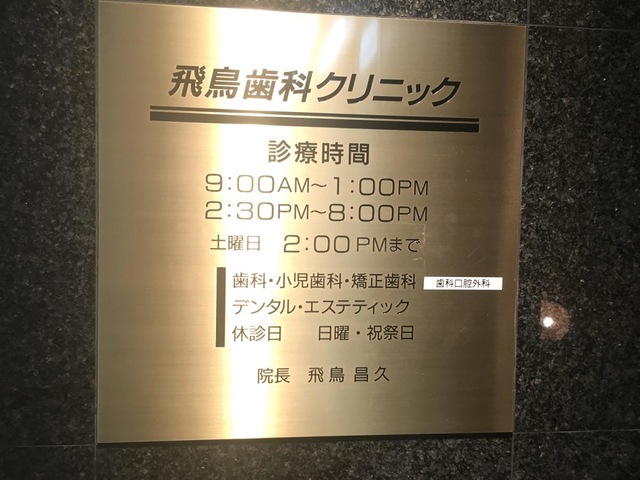 飛鳥歯科クリニック
診療時間
9:00AM〜1:00PM
2:30PM〜8:00PM
土曜日 2:00PMまで
歯科・小児歯科・矯正歯科 歯科口腔外科
デンタル・エステティック
休診日 日曜・祝祭日
院長 飛鳥昌久